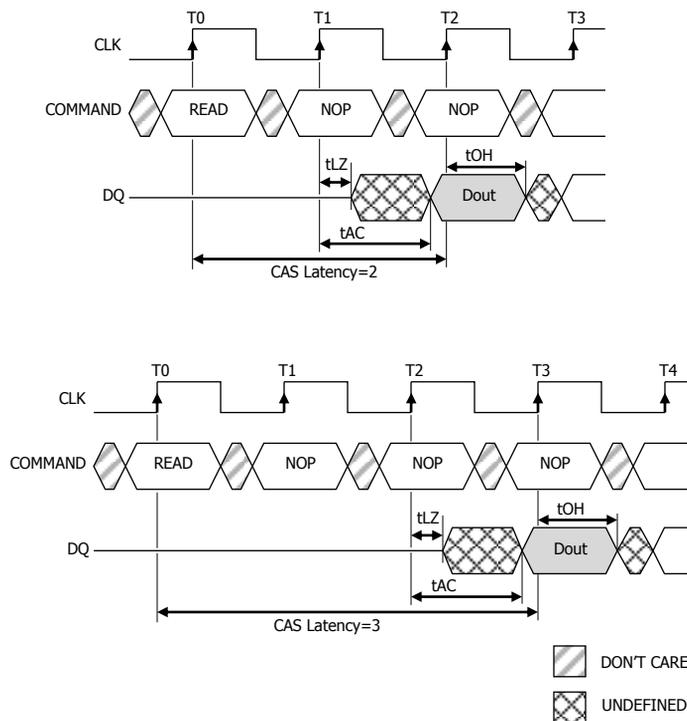 T0 T1 T2 T3
CLK
COMMAND READ NOP NOP
tLZ tOH
DQ Dout
tAC
CAS Latency=2
T0 T1 T2 T3 T4
CLK
COMMAND READ NOP NOP NOP
tLZ tOH
DQ Dout
tAC
CAS Latency=3
DON'T CARE
UNDEFINED